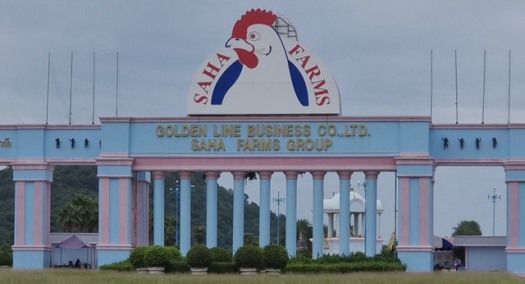 SAHA FARMS
GOLDEN LINE BUSINESS CO.,LTD.
SAHA FARMS GROUP